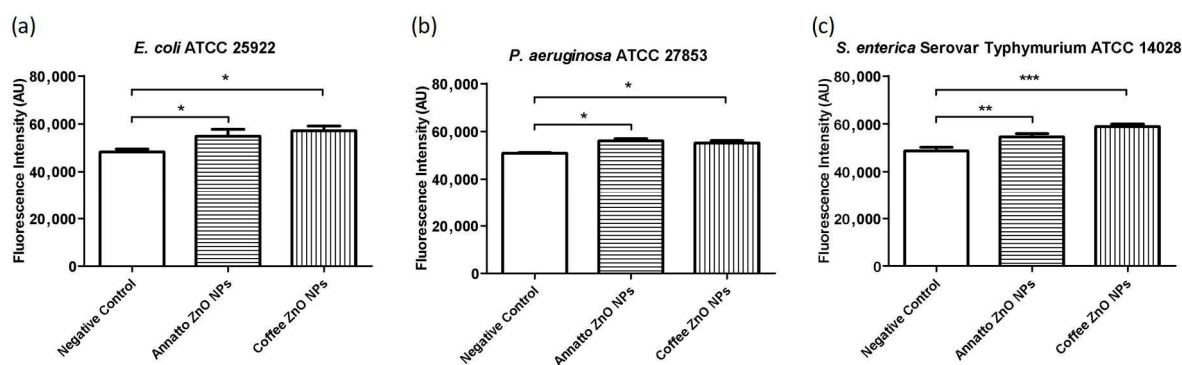 (a)
E. coli ATCC 25922
Fluorescence Intensity (AU)
80,000
60,000
40,000
20,000
0
*
*
Negative Control
Annatto ZnO NPs
Coffee ZnO NPs
(b)
P. aeruginosa ATCC 27853
Fluorescence Intensity (AU)
80,000
60,000
40,000
20,000
0
*
*
Negative Control
Annatto ZnO NPs
Coffee ZnO NPs
(c)
S. enterica Serovar Typhymurium ATCC 14028
Fluorescence Intensity (AU)
80,000
60,000
40,000
20,000
0
***
**
Negative Control
Annatto ZnO NPs
Coffee ZnO NPs